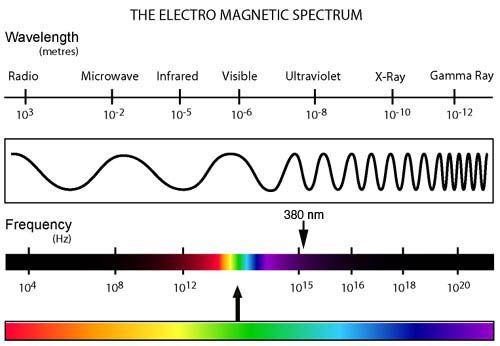 THE ELECTRO MAGNETIC SPECTRUM
Wavelength
(metres)
Radio Microwave Infrared Visible Ultraviolet X-Ray Gamma Ray
10³ 10⁻² 10⁻⁵ 10⁻⁶ 10⁻⁸ 10⁻¹⁰ 10⁻¹²
Frequency
(Hz)
380 nm
10⁴ 10⁸ 10¹² 10¹⁵ 10¹⁶ 10¹⁸ 10²⁰